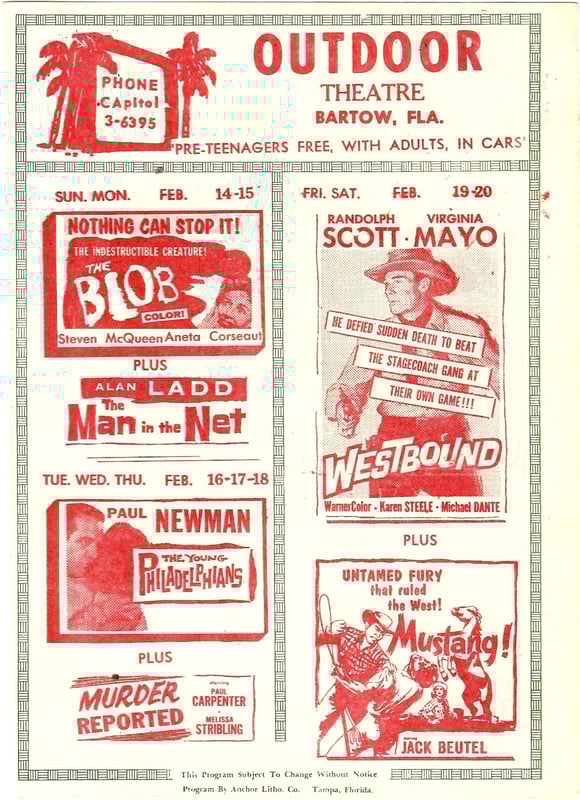 PHONE
CApitol
3-6395
OUTDOOR
THEATRE
BARTOW, FLA.
'PRE-TEENAGERS FREE, WITH ADULTS, IN CARS'
SUN. MON. FEB. 14-15
NOTHING CAN STOP IT!
THE INDESTRUCTIBLE CREATURE!
THE
BLOB
COLOR!
Steven McQueen Aneta Corseaut
PLUS
ALAN LADD
The
Man in the Net
TUE. WED. THU. FEB. 16-17-18
PAUL NEWMAN
THE YOUNG
PHILADELPHIANS
PLUS
MURDER
REPORTED
starring
PAUL
CARPENTER
MELISSA
STRIBLING
FRI. SAT. FEB. 19-20
RANDOLPH VIRGINIA
SCOTT · MAYO
HE DEFIED SUDDEN DEATH TO BEAT
THE STAGECOACH GANG AT
THEIR OWN GAME!!!
WESTBOUND
WarnerColor · Karen STEELE · Michael DANTE
PLUS
UNTAMED FURY
that ruled
the West!
Mustang!
starring
JACK BEUTEL
This Program Subject To Change Without Notice
Program By Anchor Litho. Co. Tampa, Florida.